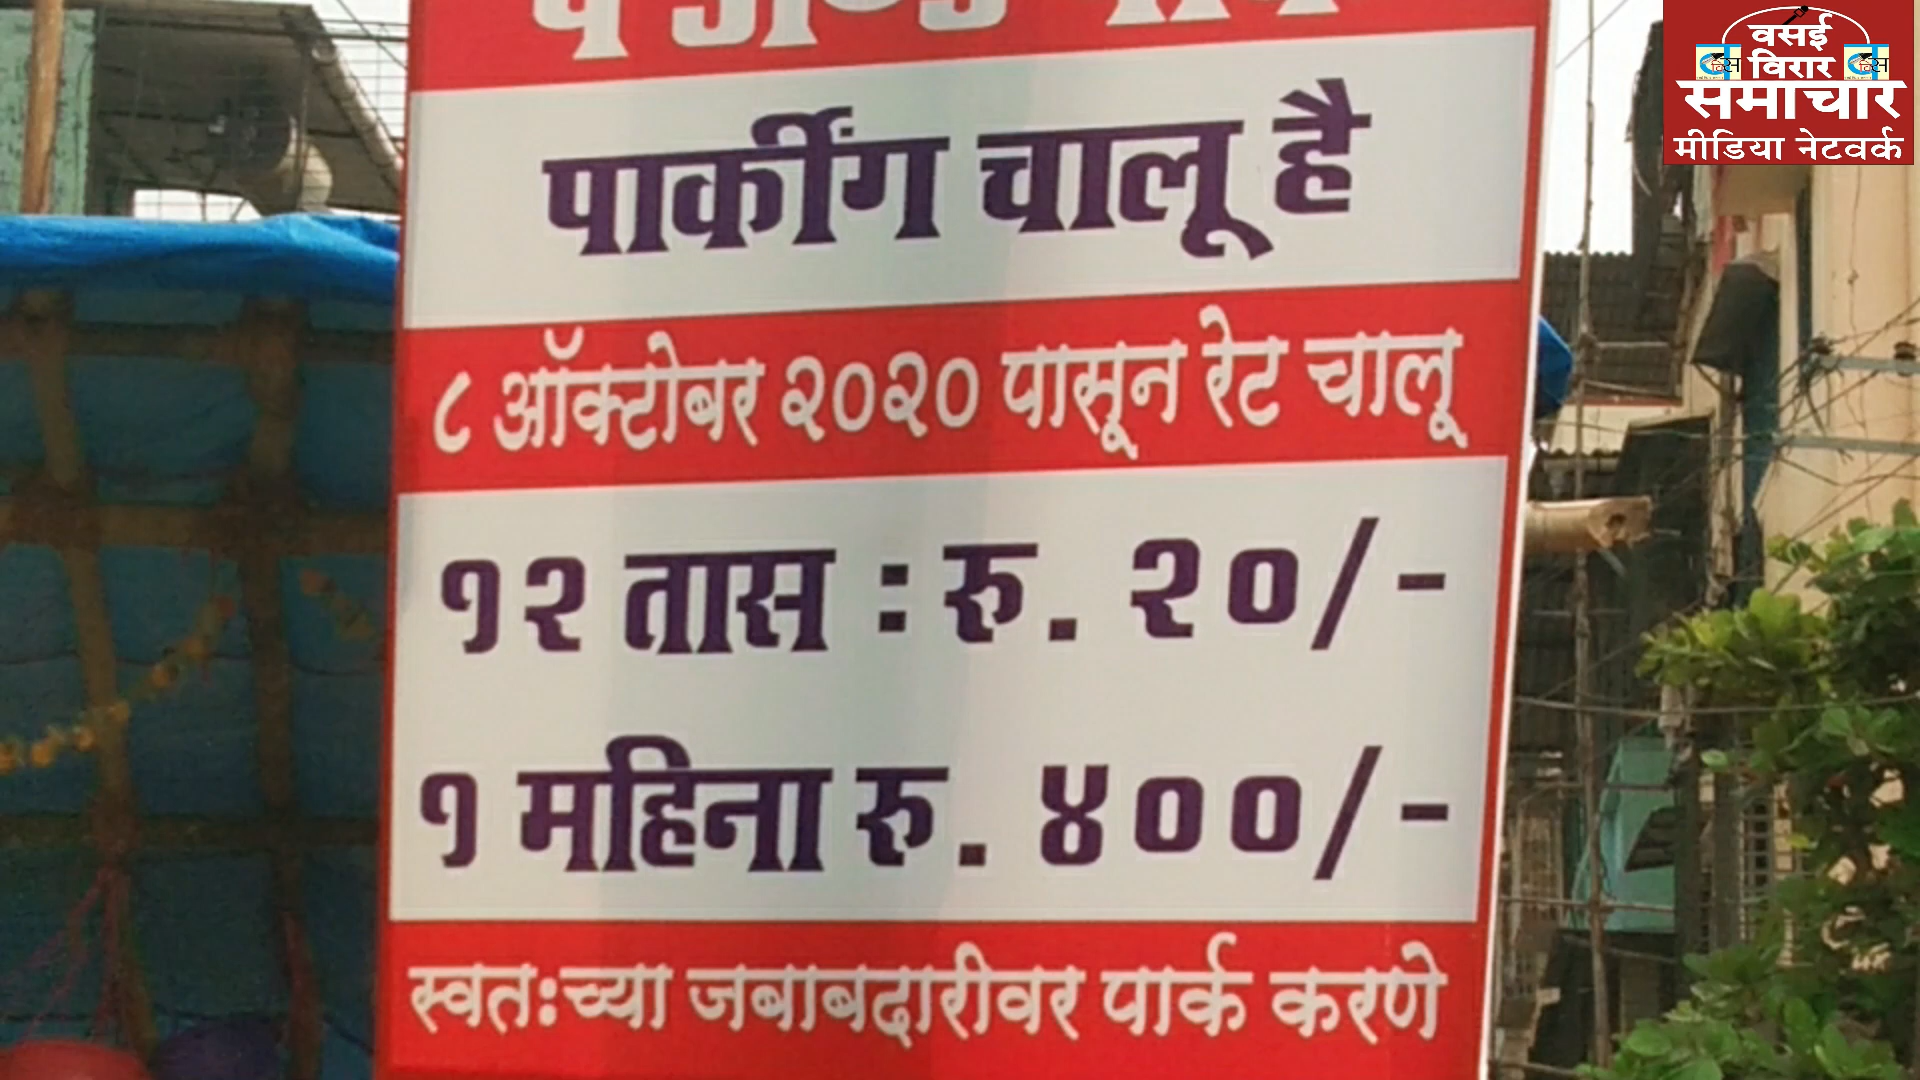 पार्कींग चालू है
८ ऑक्टोबर २०२० पासून रेट चालू
१२ तास : रु. २०/-
१ महिना रु. ४००/-
स्वतःच्या जबाबदारीवर पार्क करणे
वसई
विरार
समाचार
मीडिया नेटवर्क